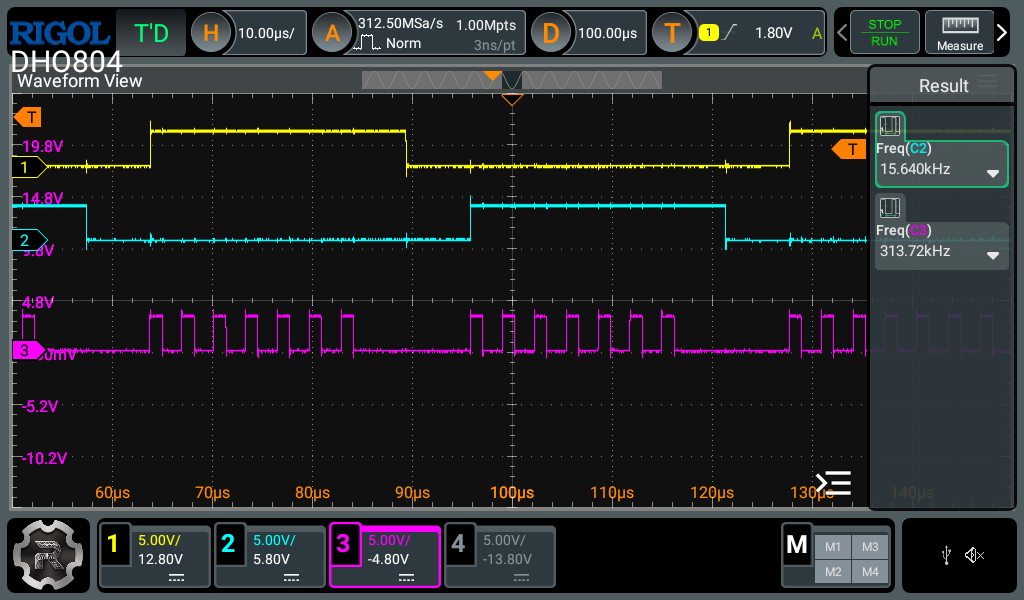 RIGOL T'D H 10.00µs/ A 312.50MSa/s 1.00Mpts D 100.00µs T 1 1.80V A STOP
Norm 3ns/pt RUN Measure
DHO804
Waveform View Result
T
19.8V
1 T
Freq(C2)
15.640kHz
14.8V
2
9.8V
Freq(C3)
313.72kHz
4.8V
3
-5.2V
-10.2V
60µs 70µs 80µs 90µs 100µs 110µs 120µs 130µs 140µs
1 5.00V/ 2 5.00V/ 3 5.00V/ 4 5.00V/ M M1 M3
12.80V 5.80V -4.80V -13.80V M2 M4
R